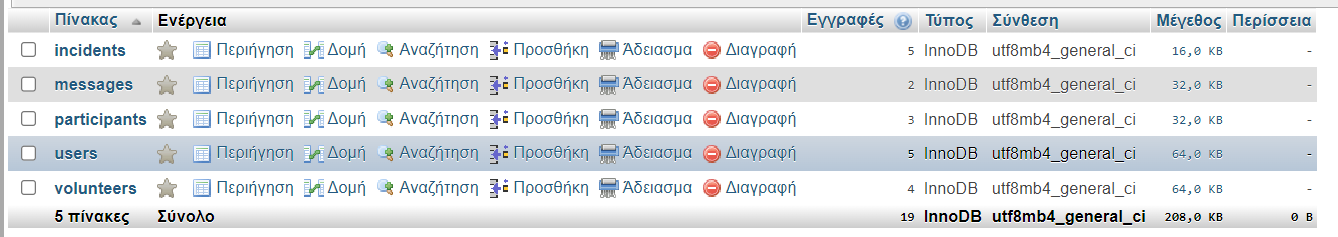 Πίνακας Ενέργεια Εγγραφές Τύπος Σύνθεση Μέγεθος Περίσσεια
incidents Περιήγηση Δομή Αναζήτηση Προσθήκη Άδειασμα Διαγραφή 5 InnoDB utf8mb4_general_ci 16,0 KB -
messages Περιήγηση Δομή Αναζήτηση Προσθήκη Άδειασμα Διαγραφή 2 InnoDB utf8mb4_general_ci 32,0 KB -
participants Περιήγηση Δομή Αναζήτηση Προσθήκη Άδειασμα Διαγραφή 3 InnoDB utf8mb4_general_ci 32,0 KB -
users Περιήγηση Δομή Αναζήτηση Προσθήκη Άδειασμα Διαγραφή 5 InnoDB utf8mb4_general_ci 64,0 KB -
volunteers Περιήγηση Δομή Αναζήτηση Προσθήκη Άδειασμα Διαγραφή 4 InnoDB utf8mb4_general_ci 64,0 KB -
5 πίνακες Σύνολο 19 InnoDB utf8mb4_general_ci 208,0 KB 0 B